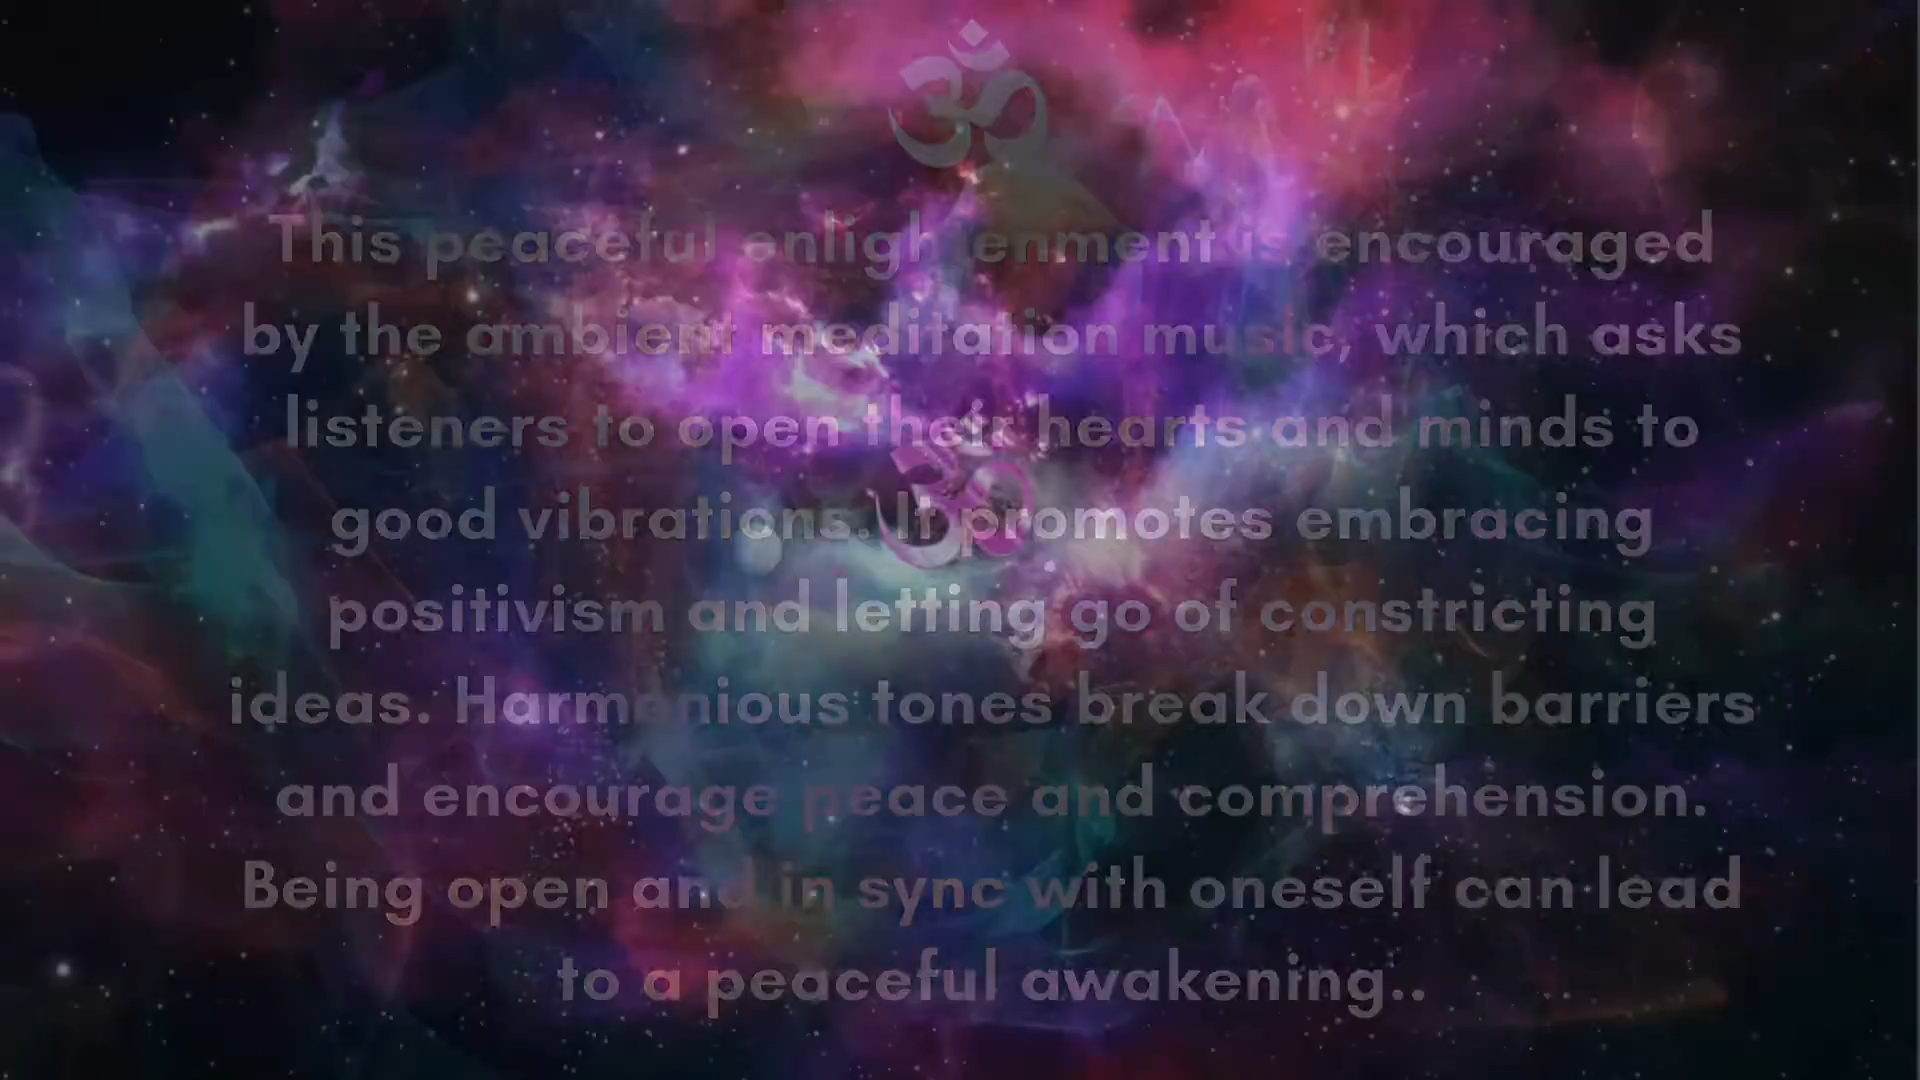 ॐ
This peaceful enlightenment is encouraged
by the ambient meditation music, which asks
listeners to open their hearts and minds to
ॐ
good vibrations. It promotes embracing
positivism and letting go of constricting
ideas. Harmonious tones break down barriers
and encourage peace and comprehension.
Being open and in sync with oneself can lead
to a peaceful awakening..